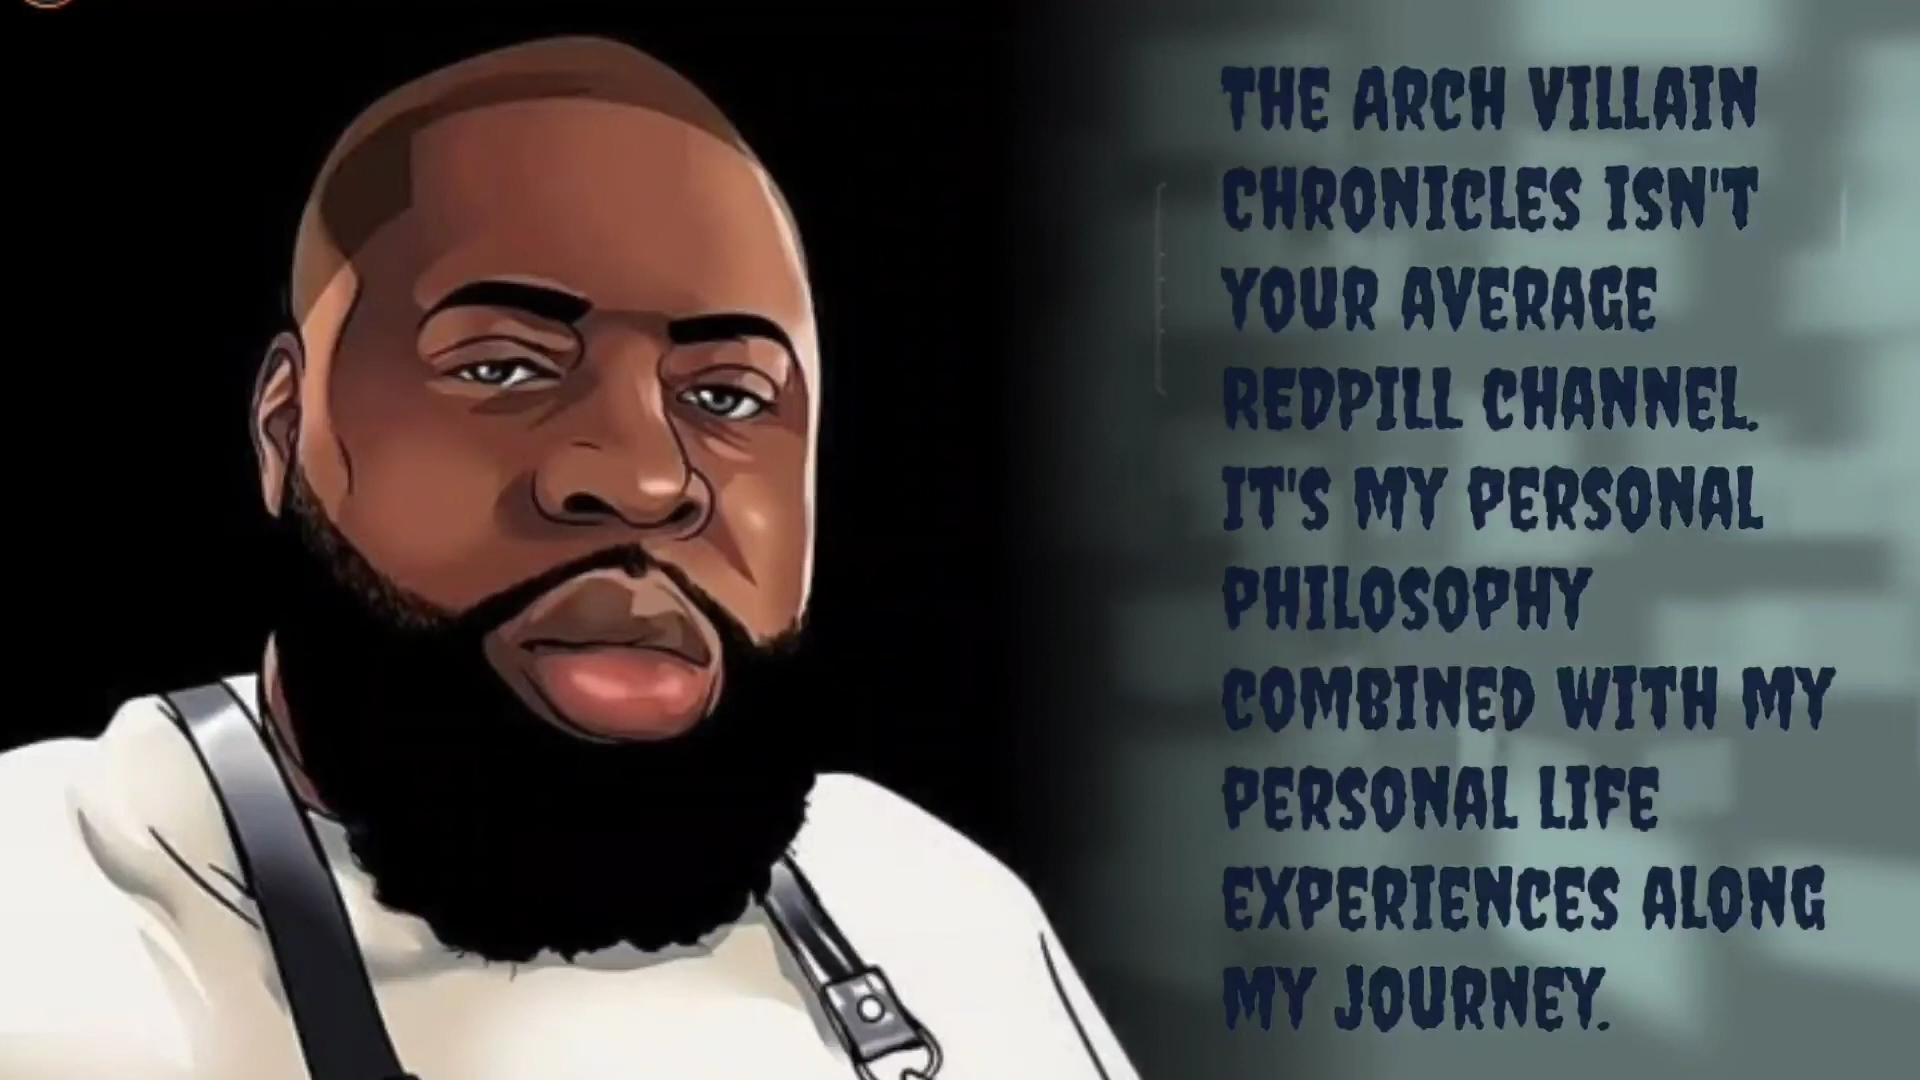 THE ARCH VILLAIN
CHRONICLES ISN'T
YOUR AVERAGE
REDPILL CHANNEL.
IT'S MY PERSONAL
PHILOSOPHY
COMBINED WITH MY
PERSONAL LIFE
EXPERIENCES ALONG
MY JOURNEY.